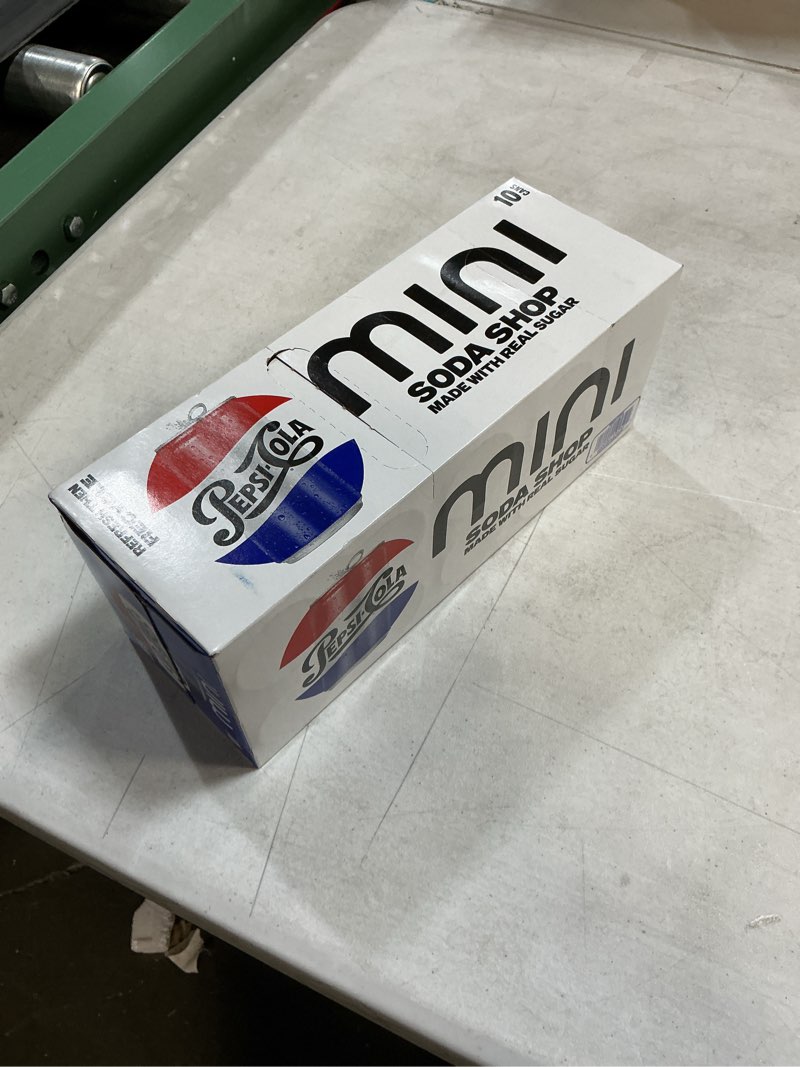 10
mini
SODA SHOP
MADE WITH REAL SUGAR
PEPSI·COLA
mini
SODA SHOP
MADE WITH REAL SUGAR
PEPSI·COLA
mini